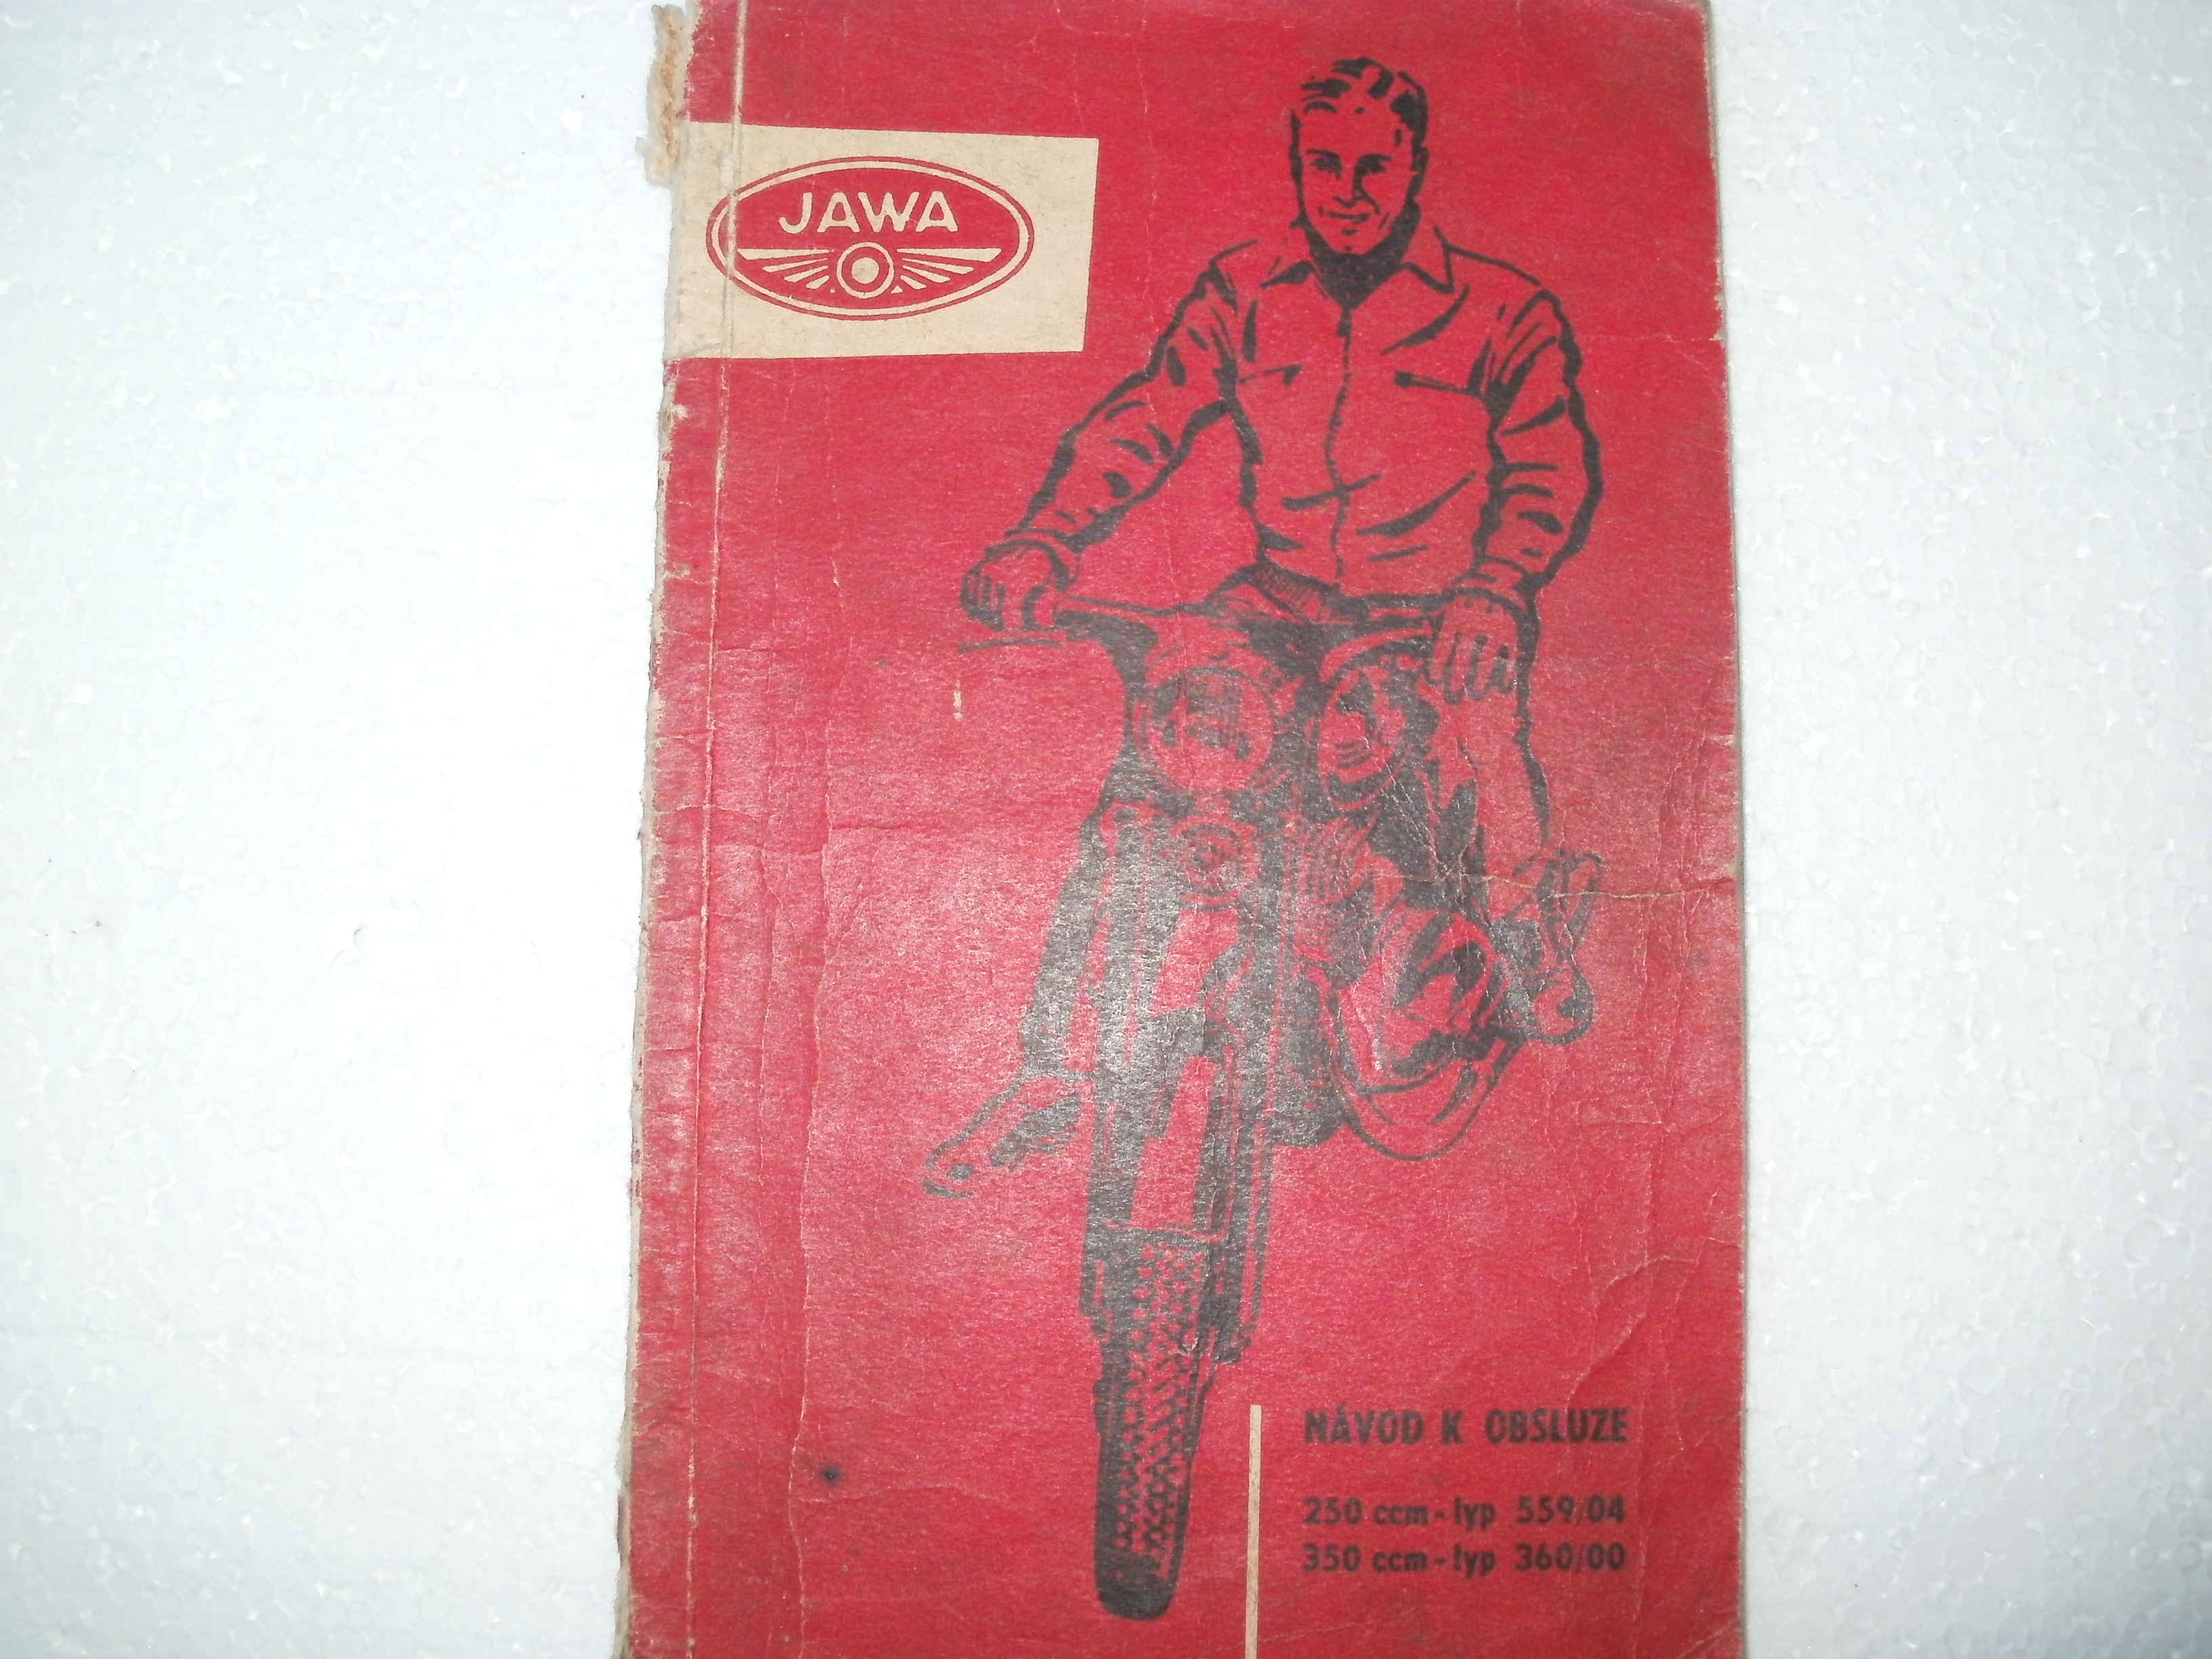 JAWA
NÁVOD K OBSLUZE
250 ccm - typ 559/04
350 ccm - typ 360/00